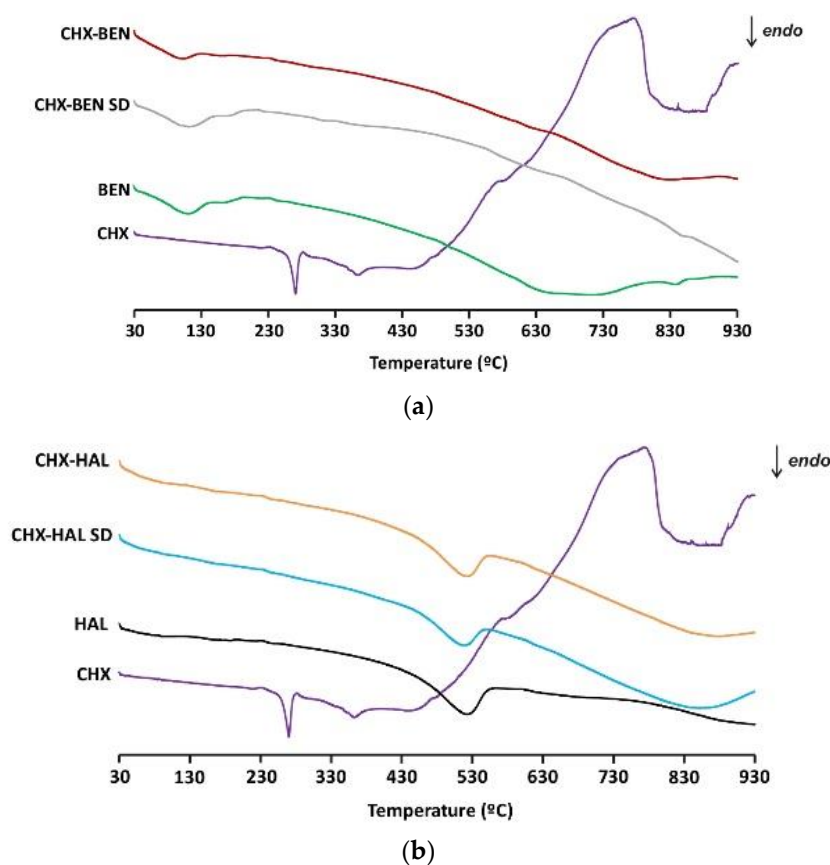 endo
CHX-BEN
CHX-BEN SD
BEN
CHX
30 130 230 330 430 530 630 730 830 930
Temperature (ºC)
(a)
endo
CHX-HAL
CHX-HAL SD
HAL
CHX
30 130 230 330 430 530 630 730 830 930
Temperature (ºC)
(b)